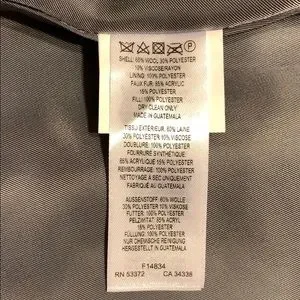 P
SHELL: 60% WOOL 30% POLYESTER
10% VISCOSE/RAYON
LINING: 100% POLYESTER
FAUX FUR: 85% ACRYLIC
15% POLYESTER
FILL: 100% POLYESTER
DRY CLEAN ONLY
MADE IN GUATEMALA
TISSU EXTERIEUR: 60% LAINE
30% POLYESTER 10% VISCOSE
DOUBLURE: 100% POLYESTER
FOURRURE SYNTHETIQUE:
85% ACRYLIQUE 15% POLYESTER
REMBOURRAGE: 100% POLYESTER
NETTOYAGE A SEC UNIQUEMENT
FABRIQUÉ AU GUATEMALA
AUSSENSTOFF: 60% WOLLE
30% POLYESTER 10% VISKOSE
FUTTER: 100% POLYESTER
PELZIMITAT: 85% ACRYL
15% POLYESTER
FÜLLUNG: 100% POLYESTER
NUR CHEMISCHE REINIGUNG
HERGESTELLT IN GUATEMALA
F14834
RN 53372 CA 34338